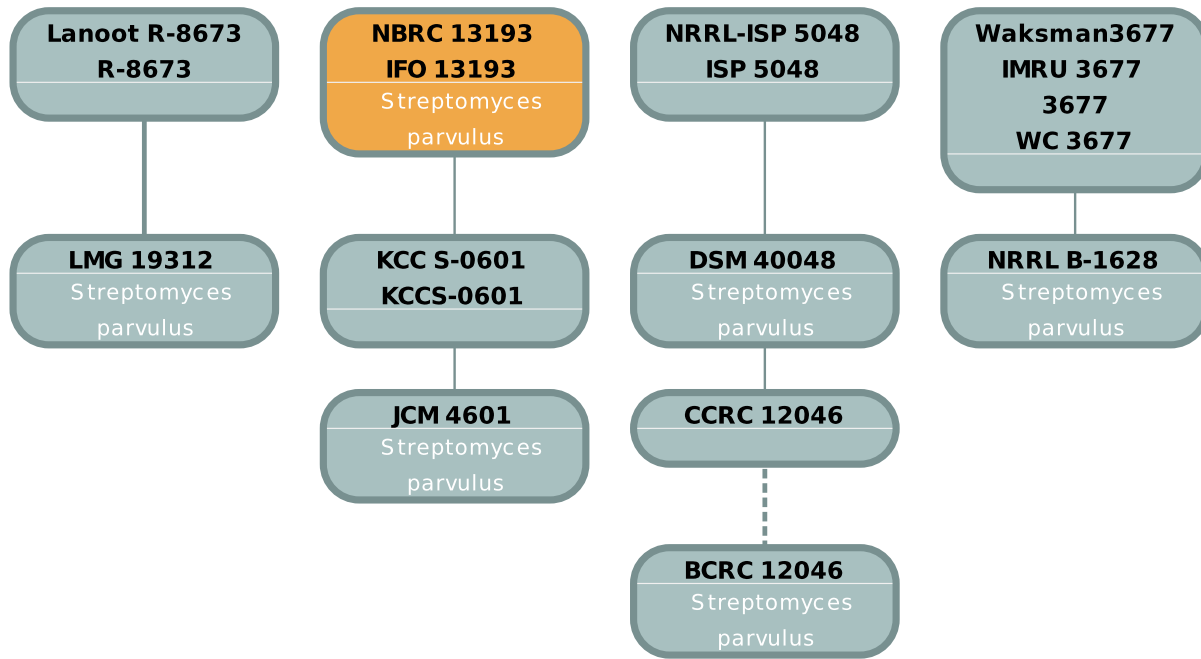 Lanoot R-8673
R-8673
NBRC 13193
IFO 13193
Streptomyces
parvulus
NRRL-ISP 5048
ISP 5048
Waksman3677
IMRU 3677
3677
WC 3677
LMG 19312
Streptomyces
parvulus
KCC S-0601
KCCS-0601
DSM 40048
Streptomyces
parvulus
NRRL B-1628
Streptomyces
parvulus
JCM 4601
Streptomyces
parvulus
CCRC 12046
BCRC 12046
Streptomyces
parvulus